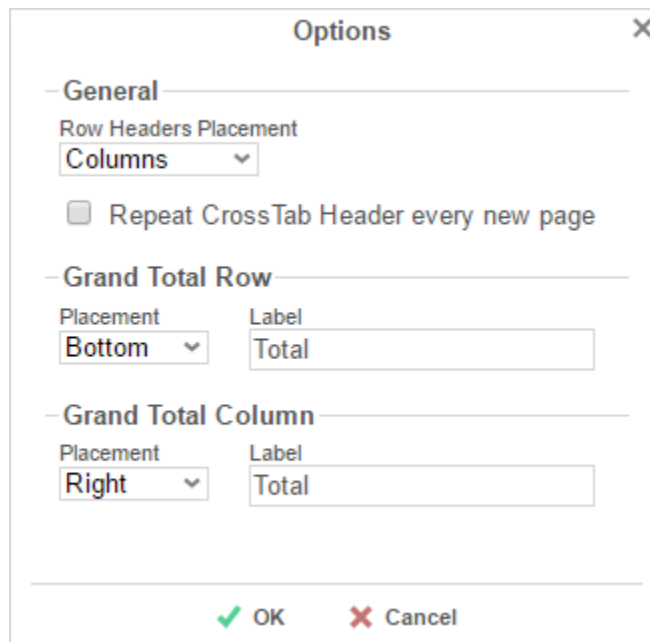 Options
General
Row Headers Placement
Columns
Repeat CrossTab Header every new page
Grand Total Row
Placement Label
Bottom Total
Grand Total Column
Placement Label
Right Total
OK Cancel